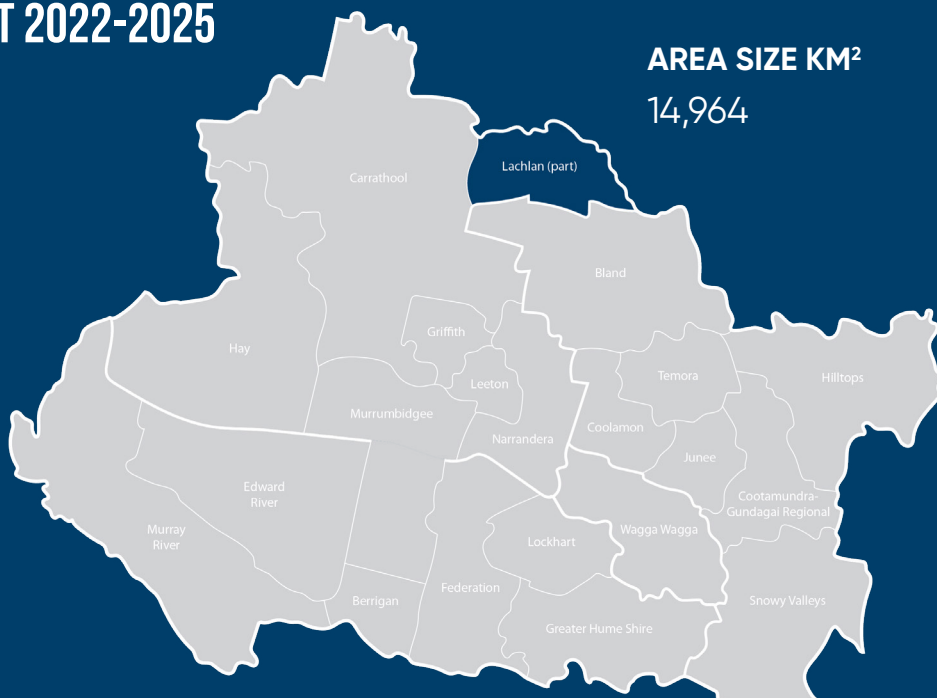 T 2022-2025
AREA SIZE KM²
14,964
Lachlan (part)
Carrathool
Bland
Griffith
Hay
Temora
Hilltops
Leeton
Murrumbidgee
Coolamon
Narrandera
Junee
Edward
River
Cootamundra-
Gundagai Regional
Murray
River
Wagga Wagga
Lockhart
Federation
Berrigan
Snowy Valleys
Greater Hume Shire